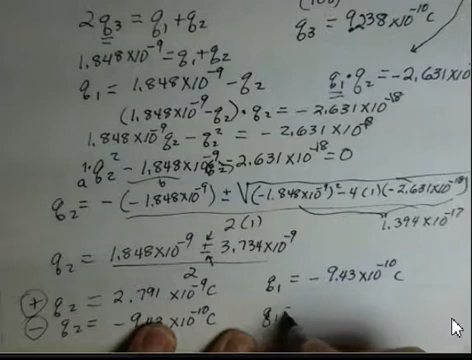 2q₃ = q₁ + q₂
q₃ = 9.238×10⁻¹⁰ C
1.848×10⁻⁹ = q₁ + q₂
q₁ = 1.848×10⁻⁹ - q₂
q₁ · q₂ = -2.631×10
(1.848×10⁻⁹ - q₂) · q₂ = -2.631×10⁻¹⁸
1.848×10⁻⁹ q₂ - q₂² = -2.631×10⁻¹⁸
1·q₂² - 1.848×10⁻⁹ q₂ - 2.631×10⁻¹⁸ = 0
a b
q₂ = -(-1.848×10⁻⁹) ± √(-1.848×10⁻⁹)² - 4(1)(-2.631×10⁻¹⁸)
2(1)
1.394×10⁻¹⁷
q₂ = 1.848×10⁻⁹ ± 3.734×10⁻⁹
2
q₁ = -9.43×10⁻¹⁰ C
⊕ q₂ = 2.791×10⁻⁹ C
⊖ q₂ = -9.43×10⁻¹⁰ C
q₁ =